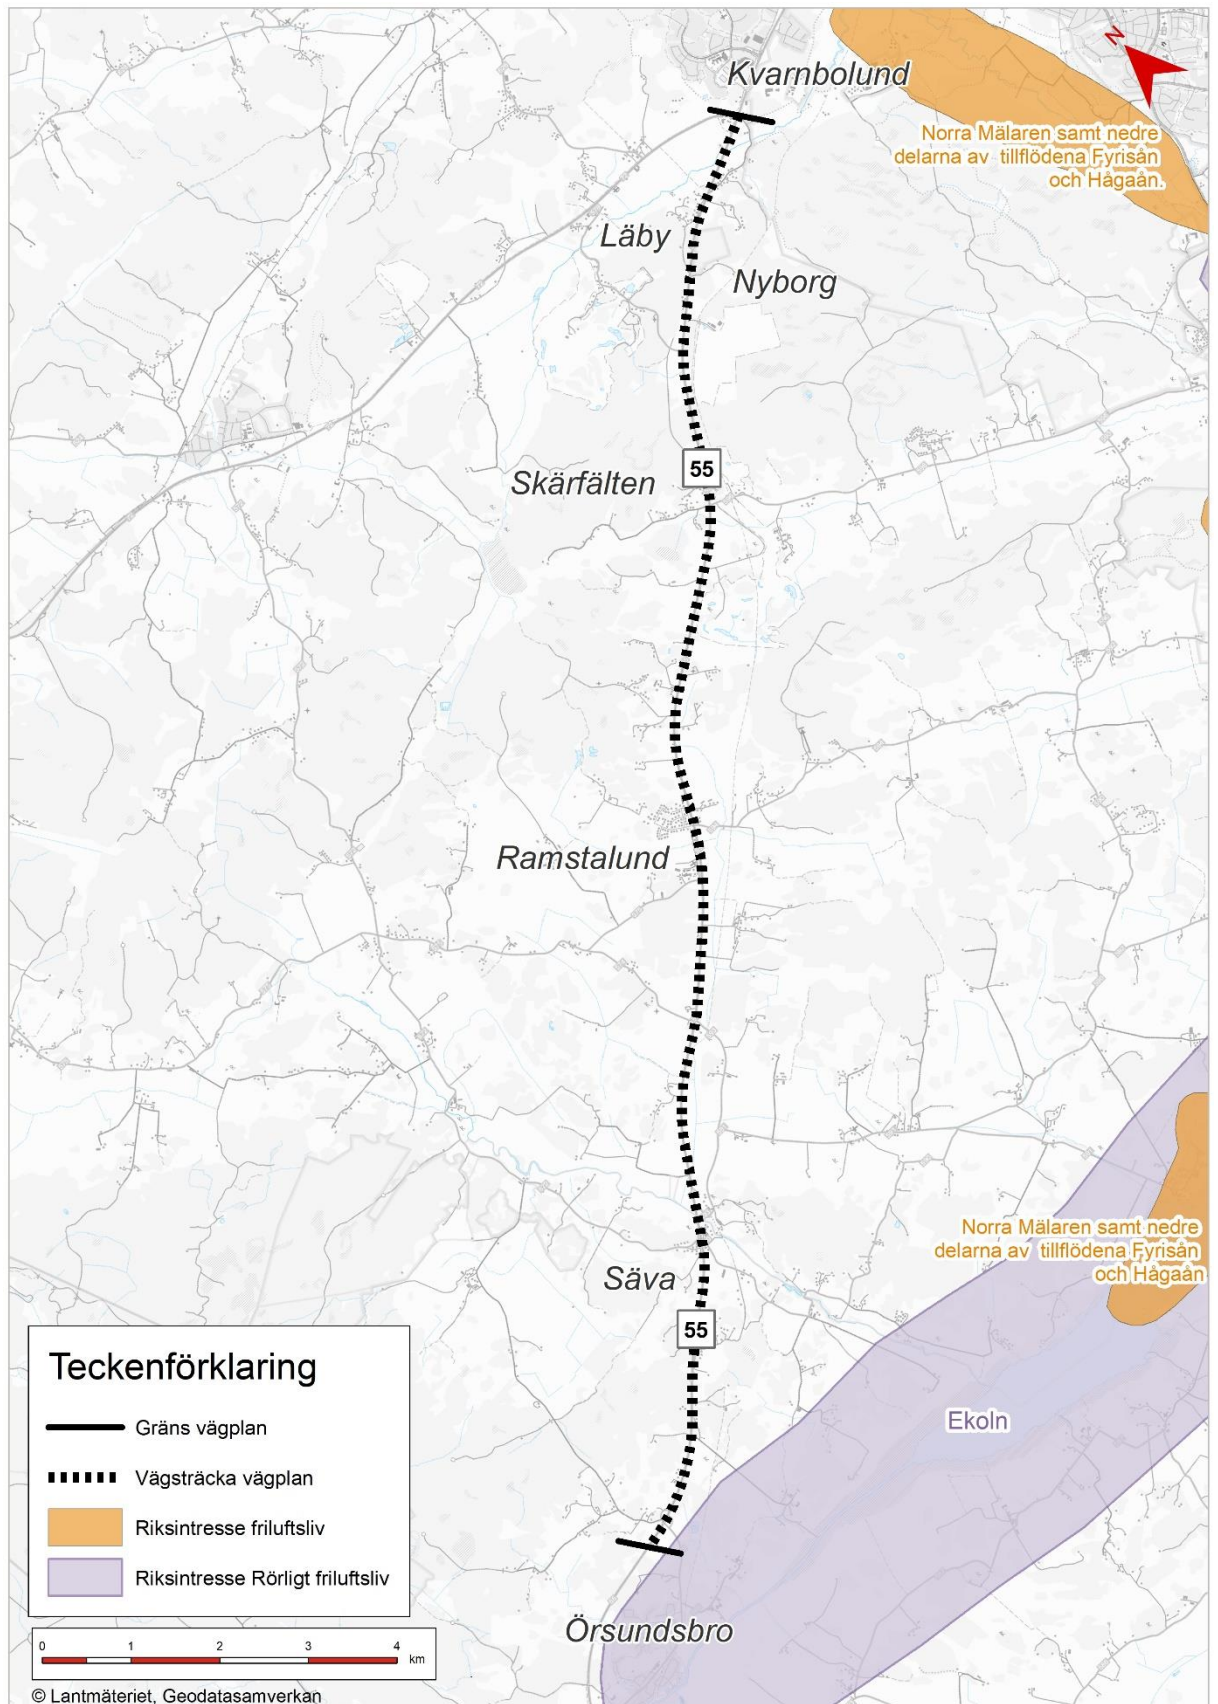 N
Kvarnbolund
Norra Mälaren samt nedre
delarna av tillflödena Fyrisån
och Hågaån.
Läby
Nyborg
55
Skärfälten
Ramstalund
Norra Mälaren samt nedre
delarna av tillflödena Fyrisån
och Hågaån
Säva
55
Ekoln
Teckenförklaring
Gräns vägplan
Vägsträcka vägplan
Riksintresse friluftsliv
Riksintresse Rörligt friluftsliv
Örsundsbro
0 1 2 3 4
km
© Lantmäteriet, Geodatasamverkan